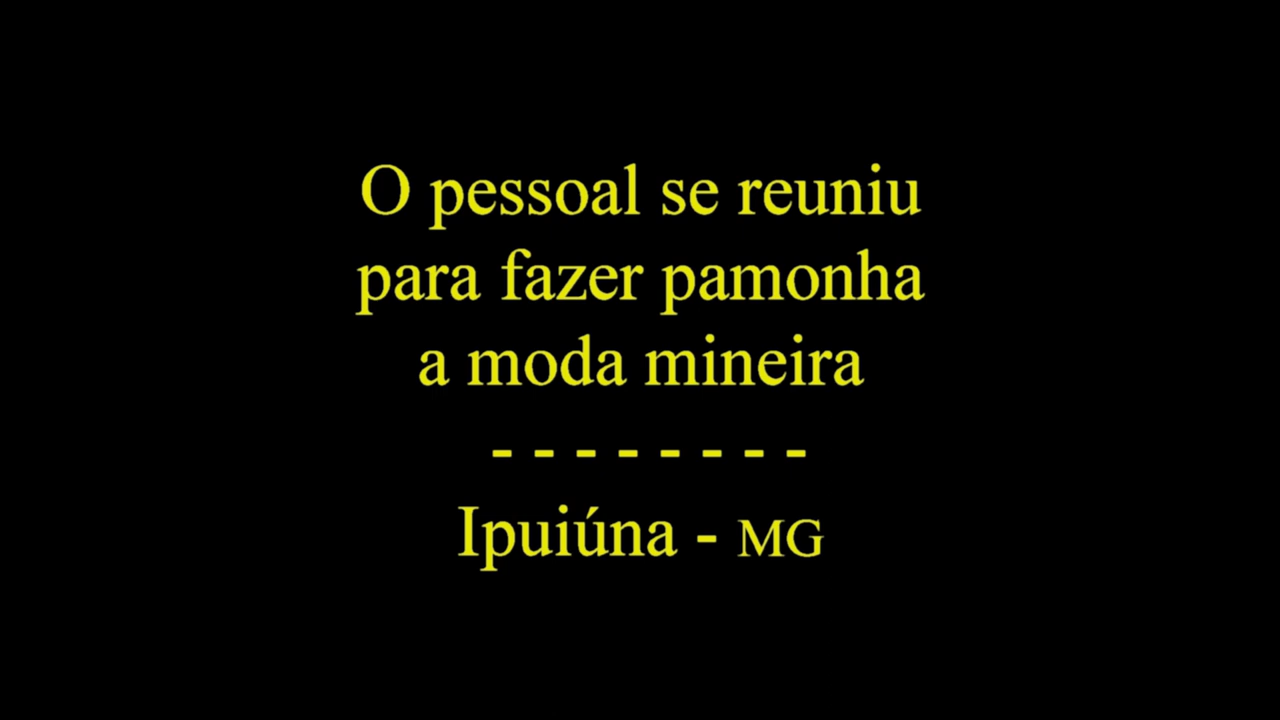 O pessoal se reuniu
para fazer pamonha
a moda mineira
- - - - - - - -
Ipuiúna - MG